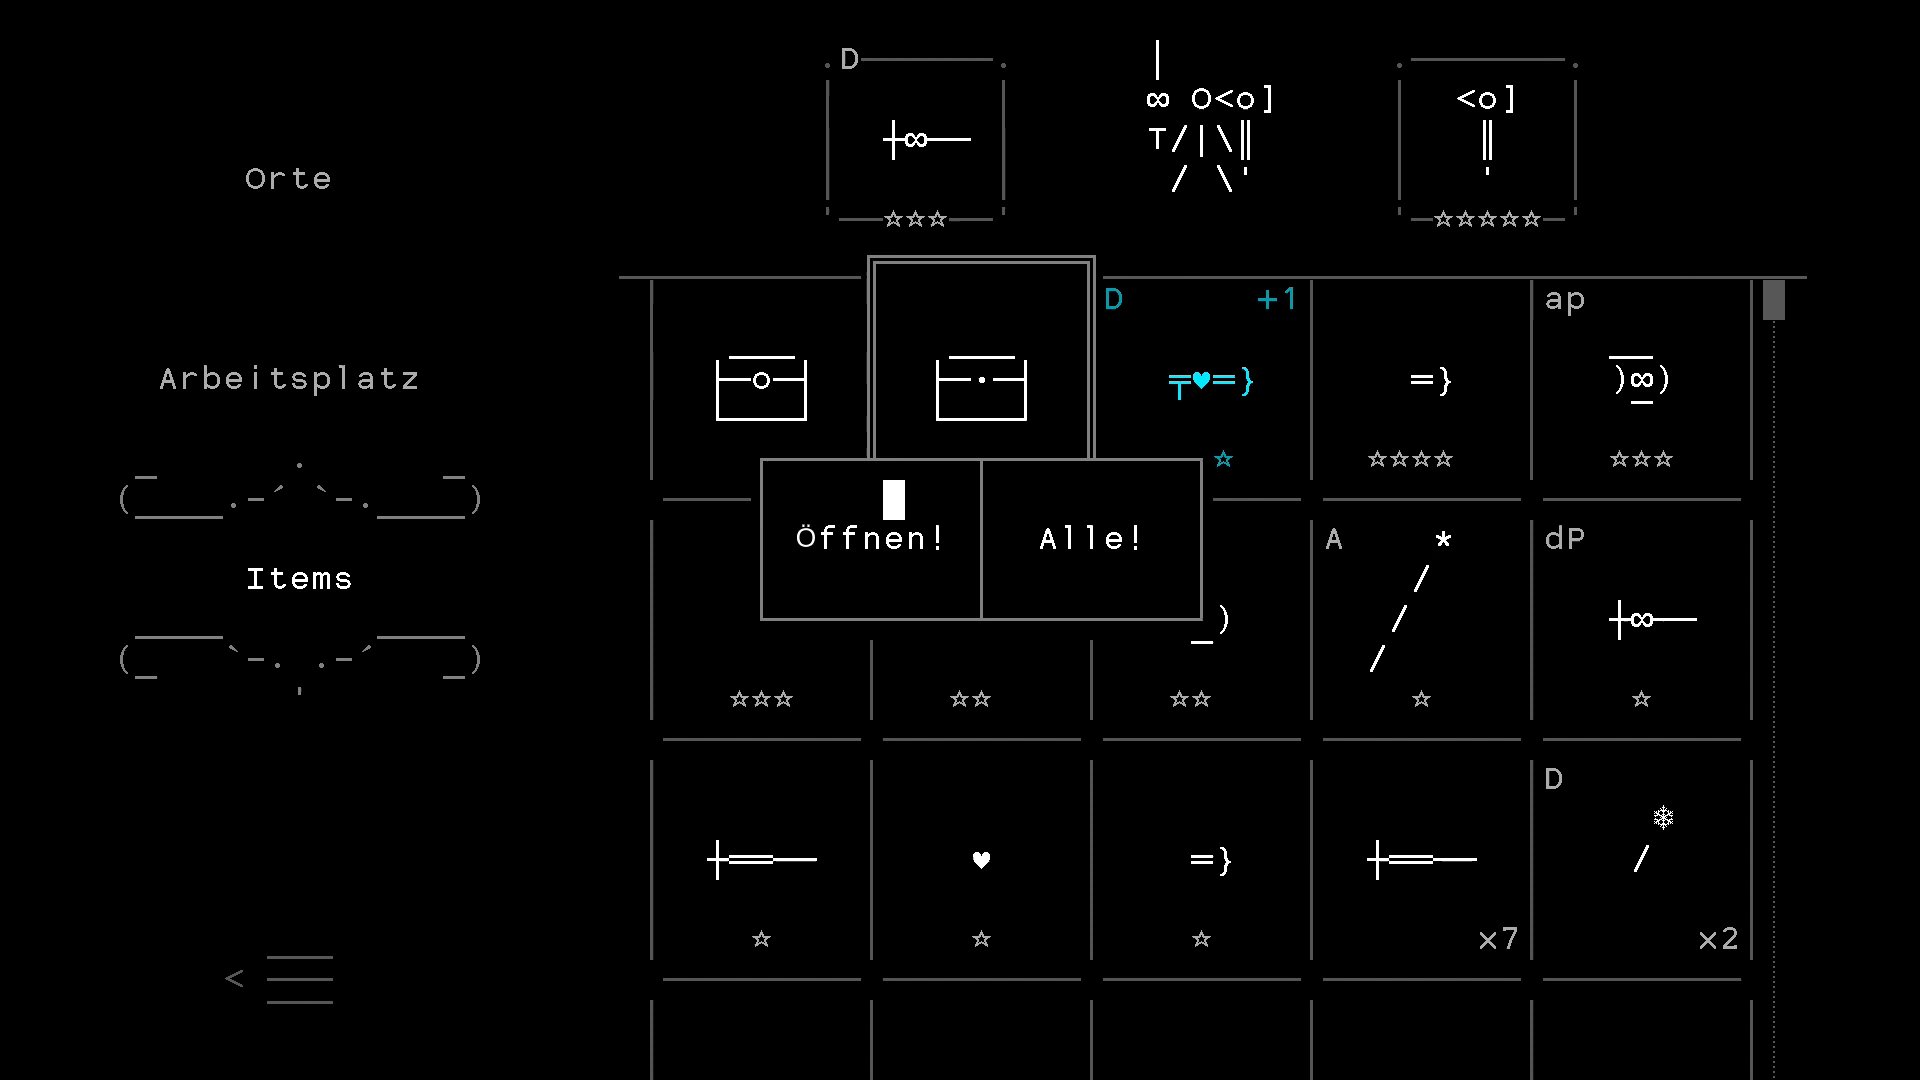 D
Orte
D +1
ap
Arbeitsplatz
Öffnen!
Alle!
A
dP
Items
D
×7
×2